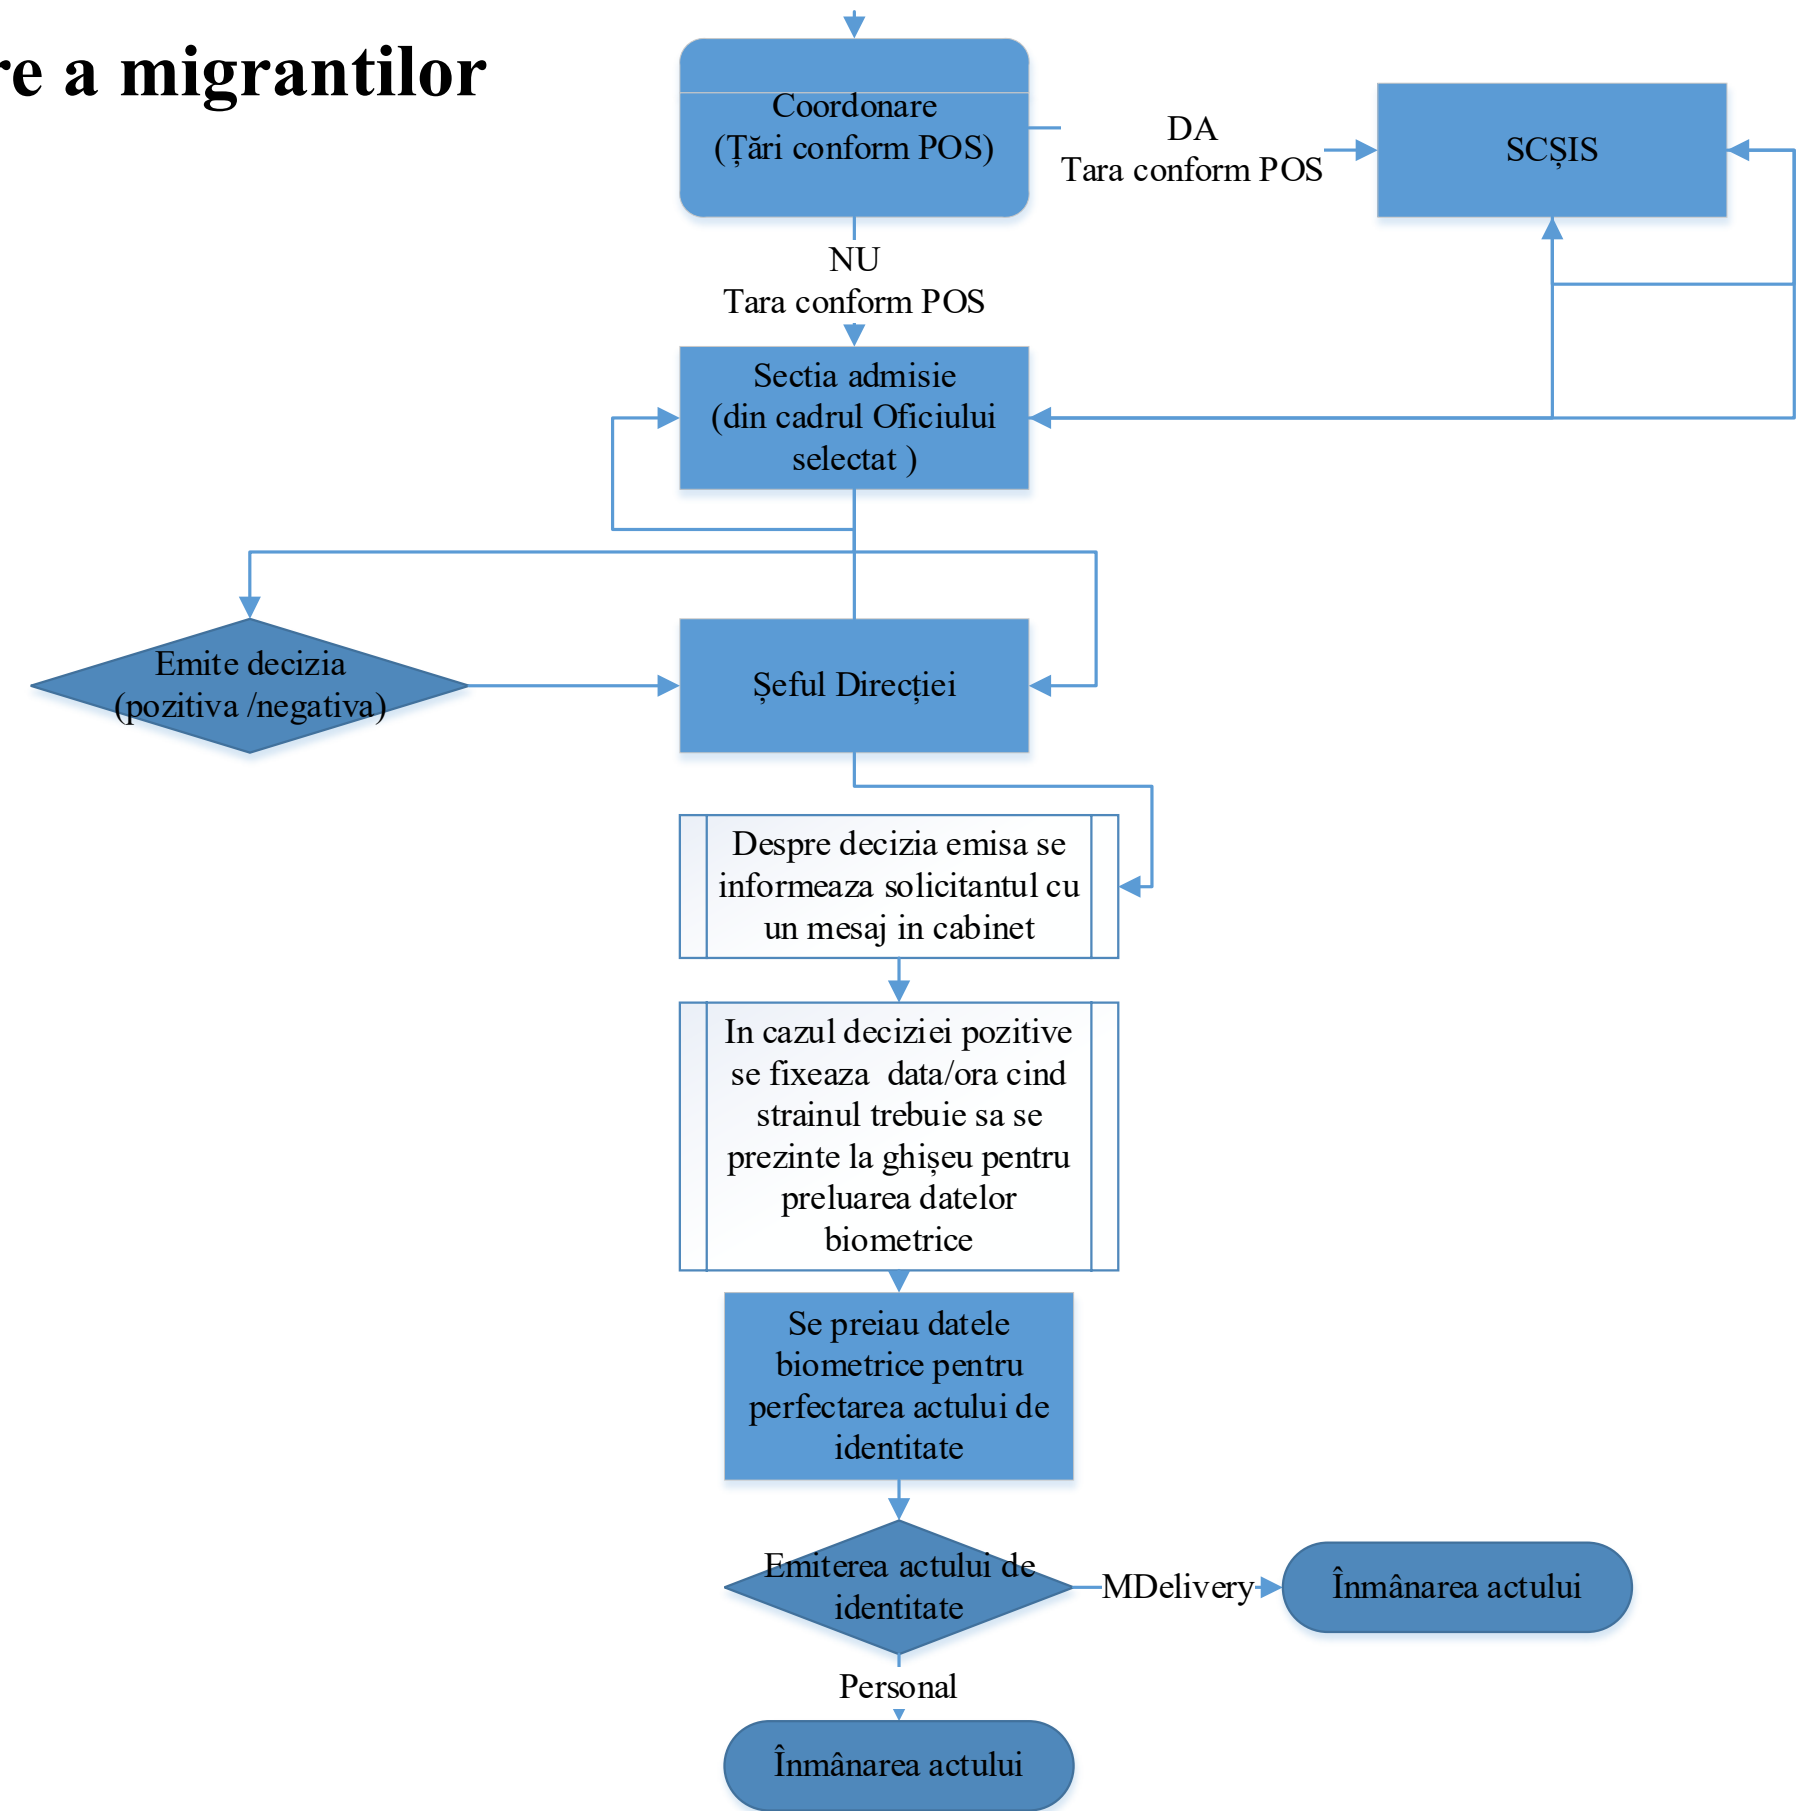 re a migrantilor
Coordonare
(Țări conform POS)
DA
Tara conform POS
SCȘIS
NU
Tara conform POS
Sectia admisie
(din cadrul Oficiului
selectat )
Emite decizia
(pozitiva /negativa)
Șeful Direcției
Despre decizia emisa se
informeaza solicitantul cu
un mesaj in cabinet
In cazul deciziei pozitive
se fixeaza data/ora cind
strainul trebuie sa se
prezinte la ghișeu pentru
preluarea datelor
biometrice
Se preiau datele
biometrice pentru
perfectarea actului de
identitate
Emiterea actului de
identitate
MDelivery
Înmânarea actului
Personal
Înmânarea actului